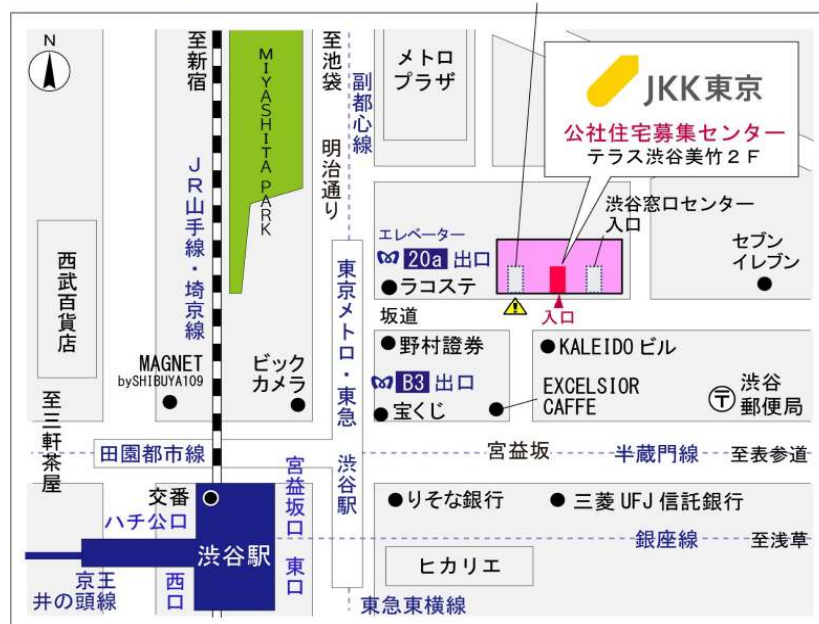 N
至新宿
MIYASHITA PARK
至池袋
副都心線
明治通り
メトロ
プラザ
JKK東京
公社住宅募集センター
テラス渋谷美竹２Ｆ
JR山手線・埼京線
西武百貨店
エレベーター
20a 出口
ラコステ
渋谷窓口センター
入口
セブン
イレブン
入口
坂道
東京メトロ・東急 渋谷駅
野村證券
KALEIDO ビル
MAGNET
bySHIBUYA109
ビック
カメラ
B3 出口
宝くじ
EXCELSIOR
CAFFE
渋谷
郵便局
至三軒茶屋
田園都市線
宮益坂
半蔵門線
至表参道
交番
ハチ公口
宮益坂口
りそな銀行
三菱 UFJ 信託銀行
渋谷駅
銀座線
至浅草
京王
井の頭線
西口
東口
ヒカリエ
東急東横線